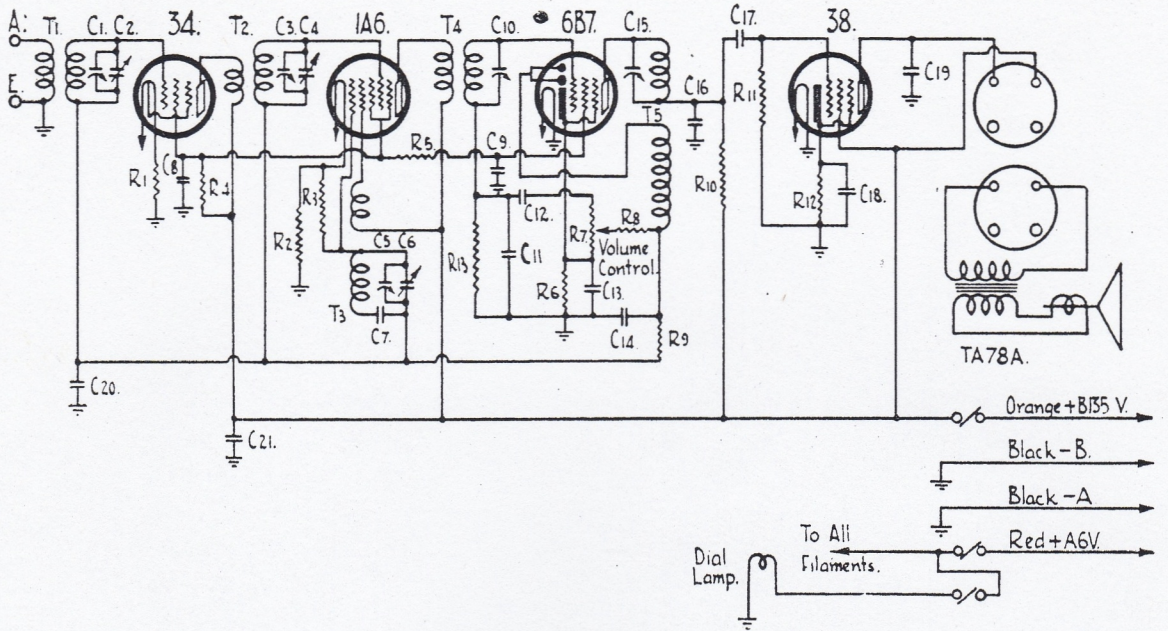 A:
T1.
C1. C2.
34.
T2.
C3. C4
1A6.
T4
C10.
6B7.
C15.
C17.
38.
E.
C19
C16
R11
T5
R5
C9.
C8
R1
R4
R3
R10
R12
C18.
R2
C12.
R8
R7
Volume
Control.
C5 C6
R13
C11
R6
C13.
T3
C7.
C14.
R9
TA78A.
C20.
Orange+B135 V.
C21.
Black-B.
Black-A
To All
Filaments.
Red+A6V.
Dial
Lamp.